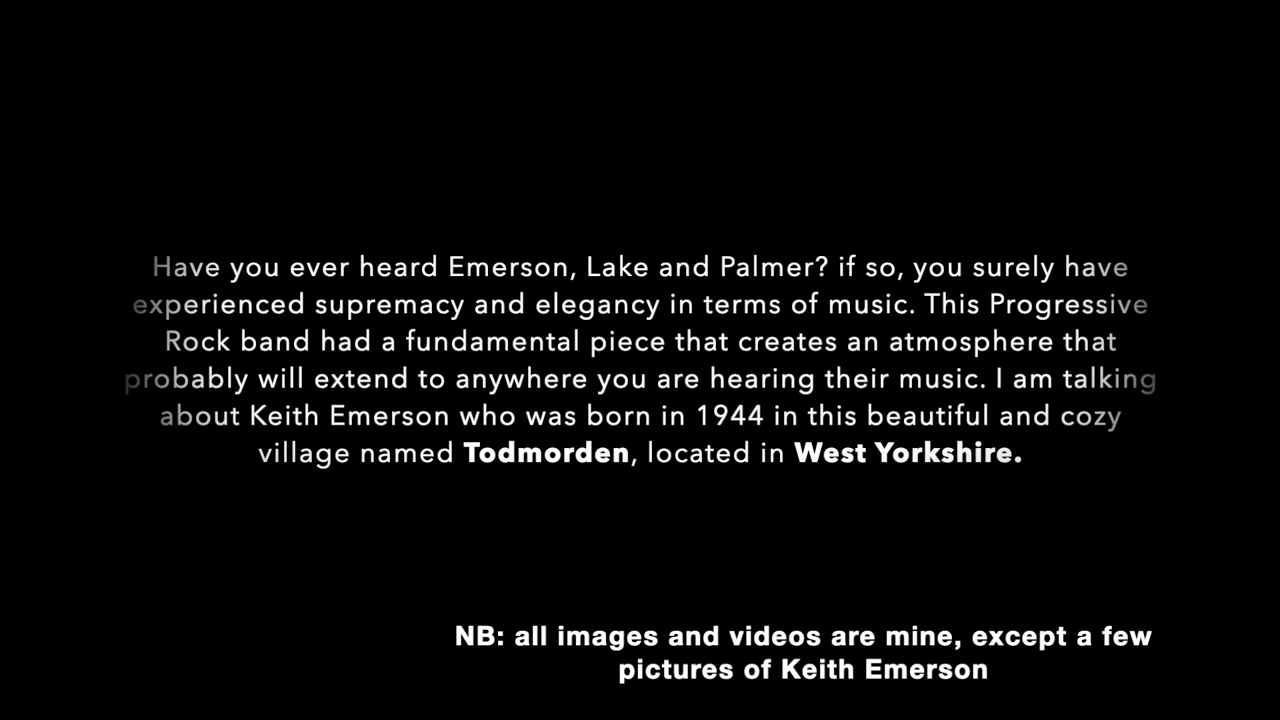 Have you ever heard Emerson, Lake and Palmer? if so, you surely have
experienced supremacy and elegancy in terms of music. This Progressive
Rock band had a fundamental piece that creates an atmosphere that
probably will extend to anywhere you are hearing their music. I am talking
about Keith Emerson who was born in 1944 in this beautiful and cozy
village named Todmorden, located in West Yorkshire.
NB: all images and videos are mine, except a few
pictures of Keith Emerson